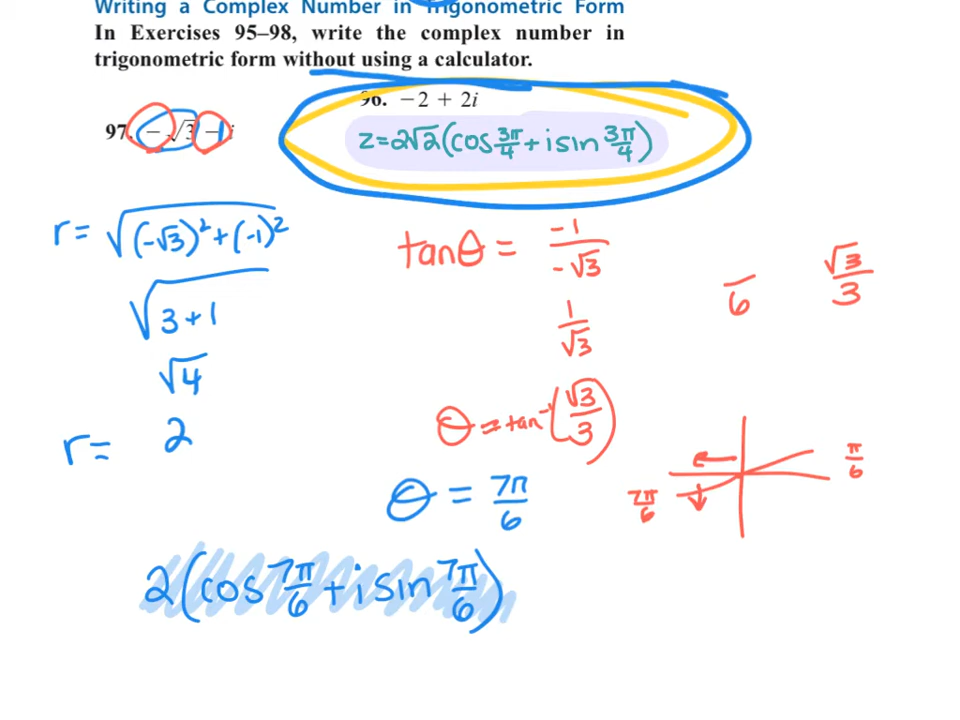 Writing a Complex Number in Trigonometric Form
In Exercises 95–98, write the complex number in
trigonometric form without using a calculator.
96. −2 + 2i
97. −√3 −1i
z=2√2(cos 3π/4 + i sin 3π/4)
r= √((-√3)² + (-1)²)
tanθ = -1/-√3
√(3+1)
1/√3
—/6
√3/3
√4
r= 2
θ = tan⁻¹(√3/3)
π/6
7π/6
θ = 7π/6
2(cos 7π/6 + i sin 7π/6)